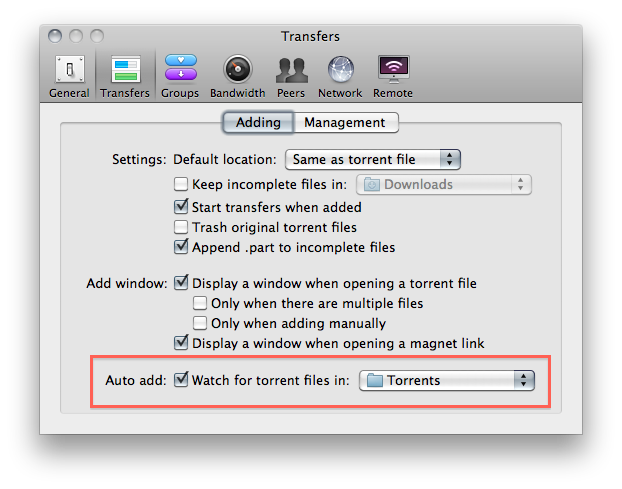 Transfers
General Transfers Groups Bandwidth Peers Network Remote
Adding Management
Settings: Default location: Same as torrent file
Keep incomplete files in: Downloads
Start transfers when added
Trash original torrent files
Append .part to incomplete files
Add window: Display a window when opening a torrent file
Only when there are multiple files
Only when adding manually
Display a window when opening a magnet link
Auto add: Watch for torrent files in: Torrents